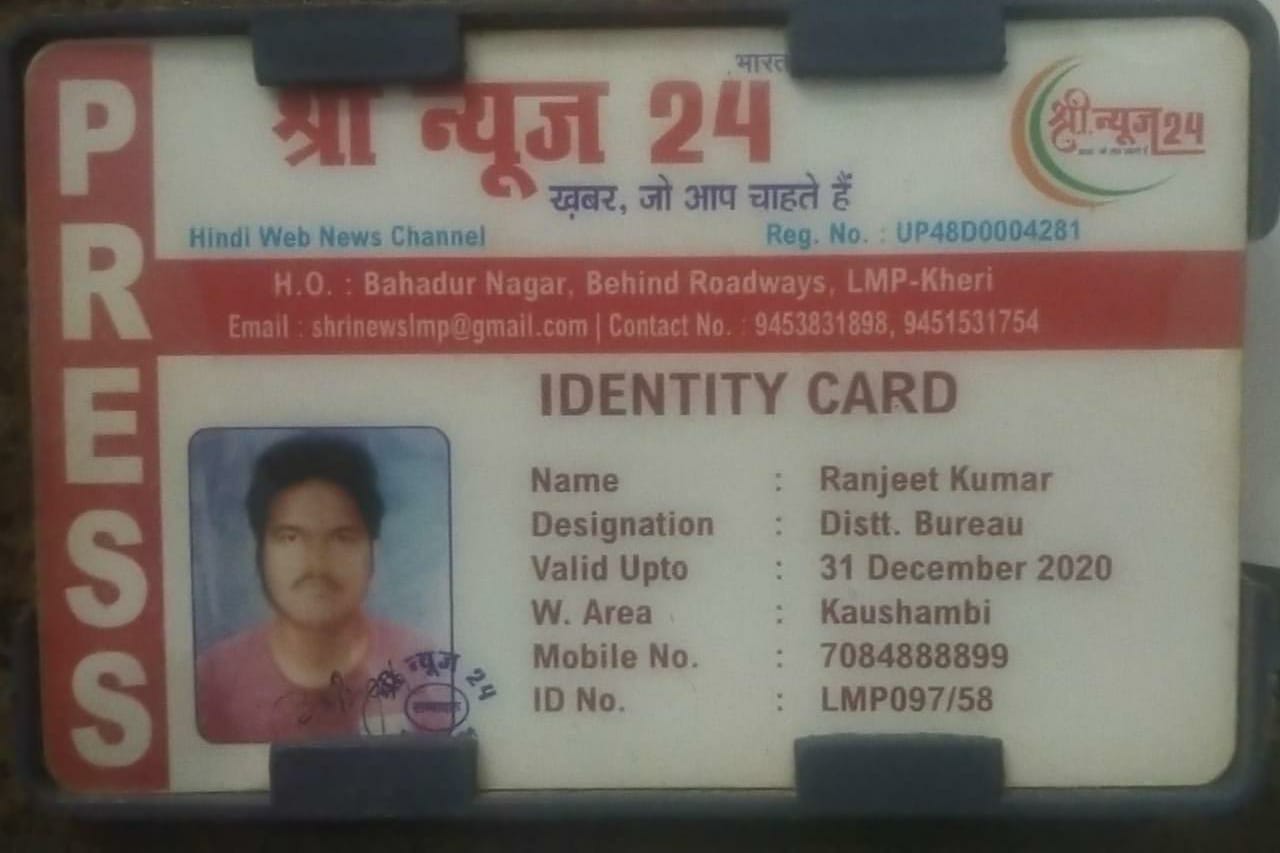 PRESS
भारत
श्री न्यूज 24
ख़बर, जो आप चाहते हैं
श्री न्यूज 24
Hindi Web News Channel Reg. No. : UP48D0004281
H.O. : Bahadur Nagar, Behind Roadways, LMP-Kheri
Email : shrinewslmp@gmail.com | Contact No. : 9453831898, 9451531754
IDENTITY CARD
Name : Ranjeet Kumar
Designation : Distt. Bureau
Valid Upto : 31 December 2020
W. Area : Kaushambi
Mobile No. : 7084888899
ID No. : LMP097/58
न्यूज 24